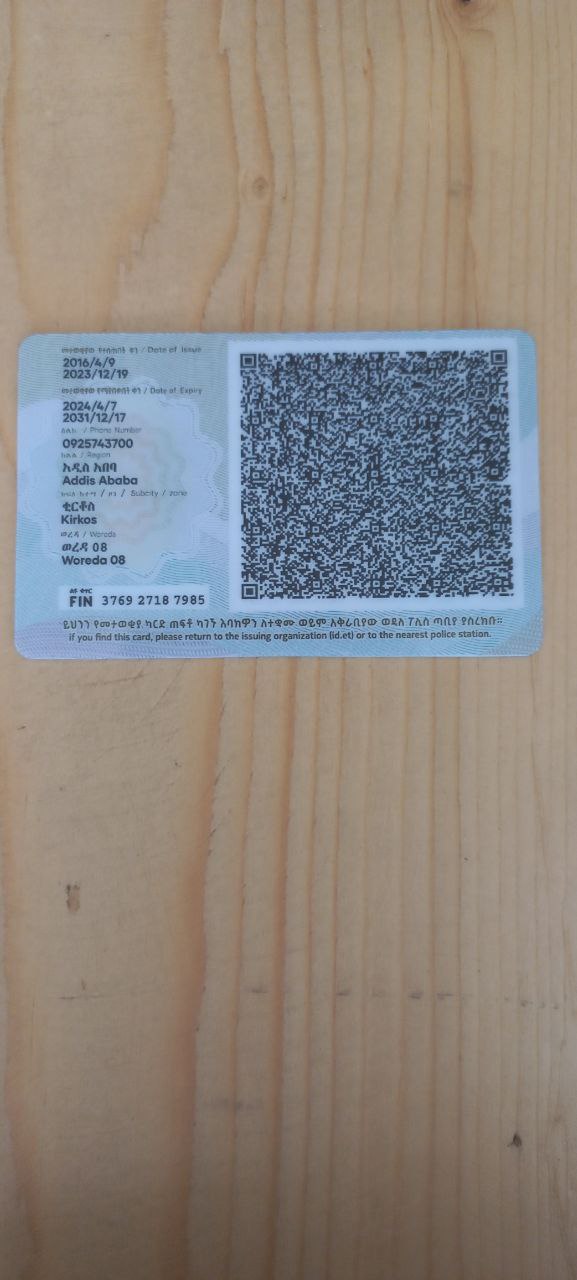 መታወቂያው የተሰጠበት ቀን / Date of Issue
2016/4/9
2023/12/19
መታወቂያው የሚያበቃበት ቀን / Date of Expiry
2024/4/7
2031/12/17
ስልክ / Phone Number
0925743700
ክልል / Region
አዲስ አበባ
Addis Ababa
ክፍለ ከተማ / ዞን / Subcity / zone
ቂርቆስ
Kirkos
ወረዳ / Woreda
ወረዳ 08
Woreda 08
ልዩ ቁጥር
FIN 3769 2718 7985
ይህንን የመታወቂያ ካርድ ጠፍቶ ካገኙ እባክዎን ለተቋሙ ወይም አቅራቢያው ወዳለ ፖሊስ ጣቢያ ያስረክቡ።
if you find this card, please return to the issuing organization (id.et) or to the nearest police station.